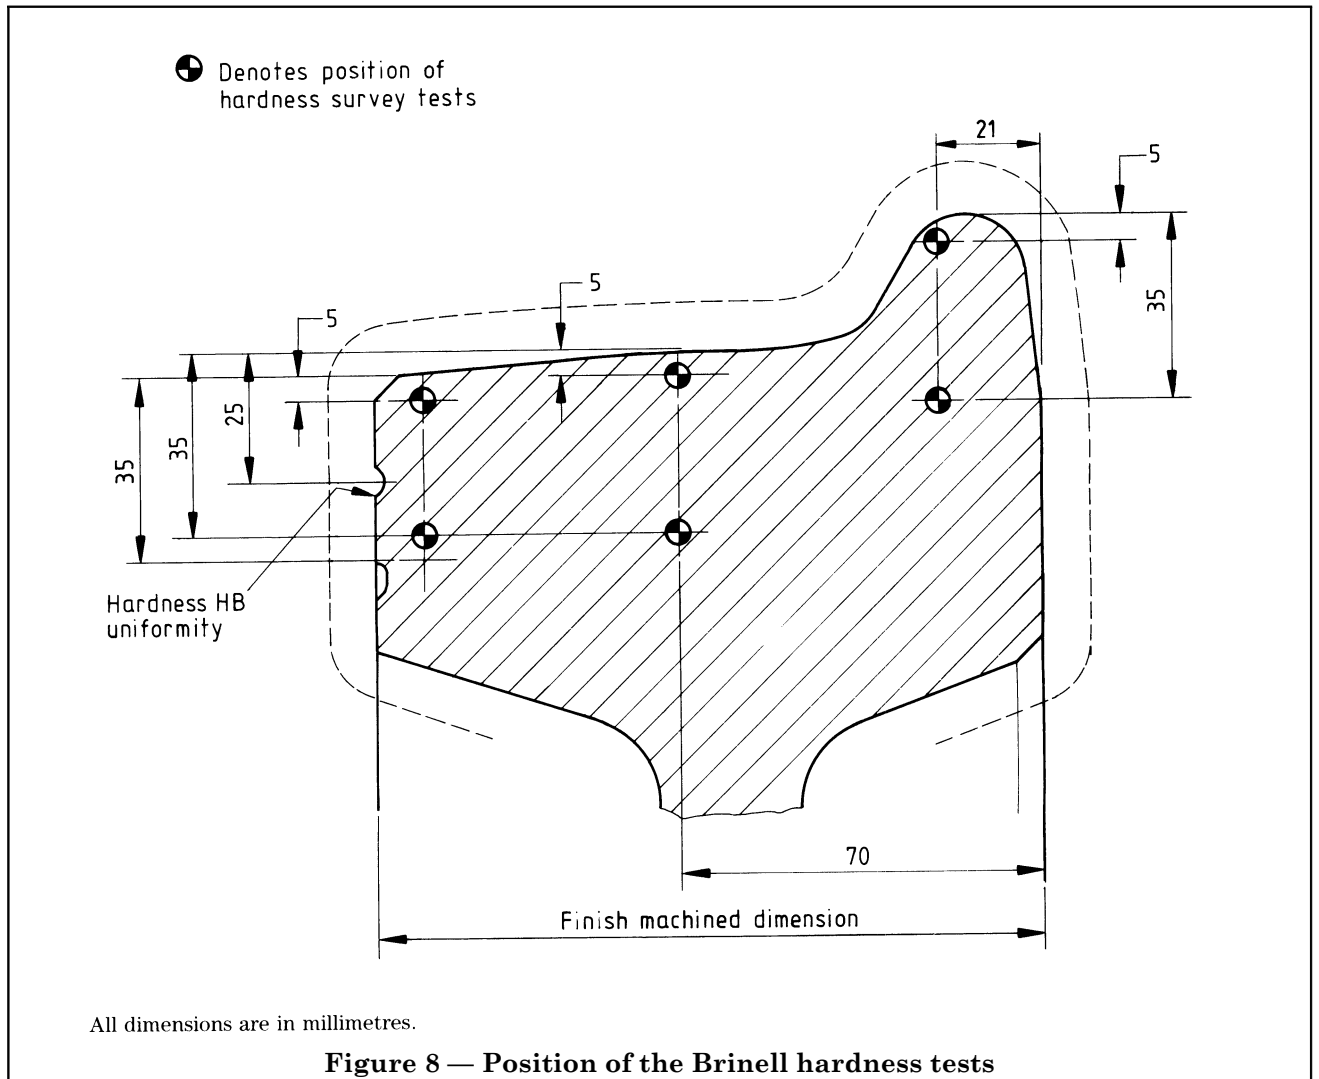 Denotes position of
hardness survey tests
21
5
5
35
5
25
35
35
Hardness HB
uniformity
70
Finish machined dimension
All dimensions are in millimetres.
Figure 8 — Position of the Brinell hardness tests